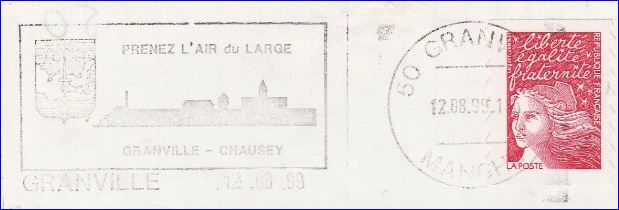 PRENEZ L'AIR du LARGE
GRANVILLE - CHAUSEY
GRANVILLE 12 .08 .99
50 GRANV
12.08.99
MANCH
liberté
égalité
fraternité
RÉPUBLIQUE FRANÇAISE
LA POSTE